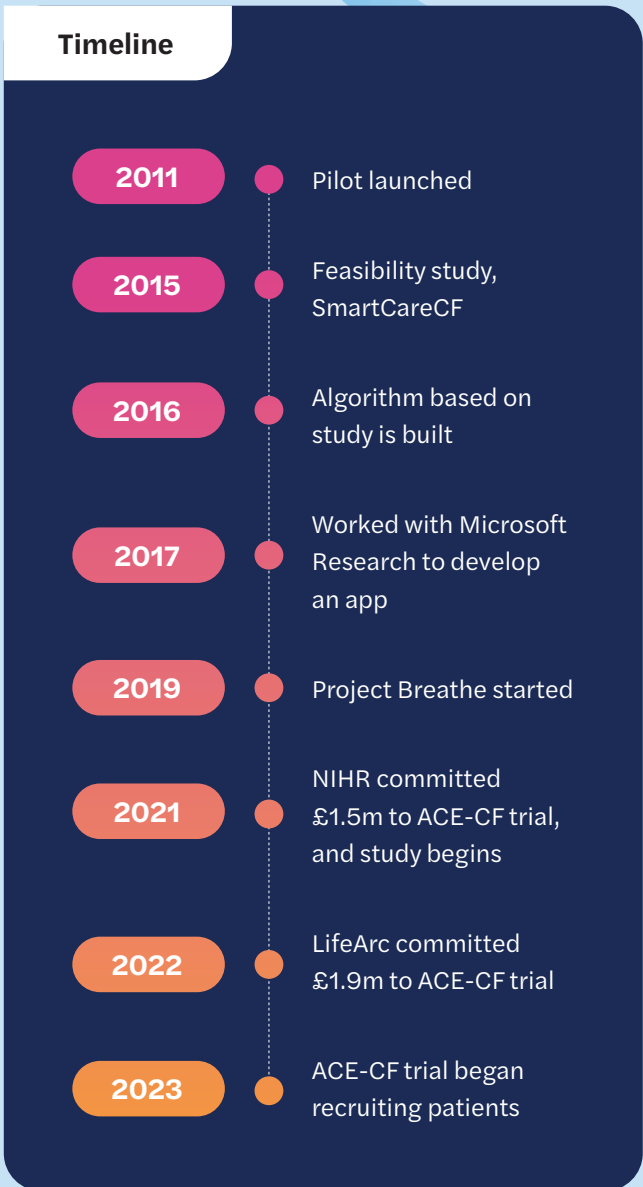 Timeline
2011
Pilot launched
2015
Feasibility study,
SmartCareCF
2016
Algorithm based on
study is built
2017
Worked with Microsoft
Research to develop
an app
2019
Project Breathe started
2021
NIHR committed
£1.5m to ACE-CF trial,
and study begins
2022
LifeArc committed
£1.9m to ACE-CF trial
2023
ACE-CF trial began
recruiting patients